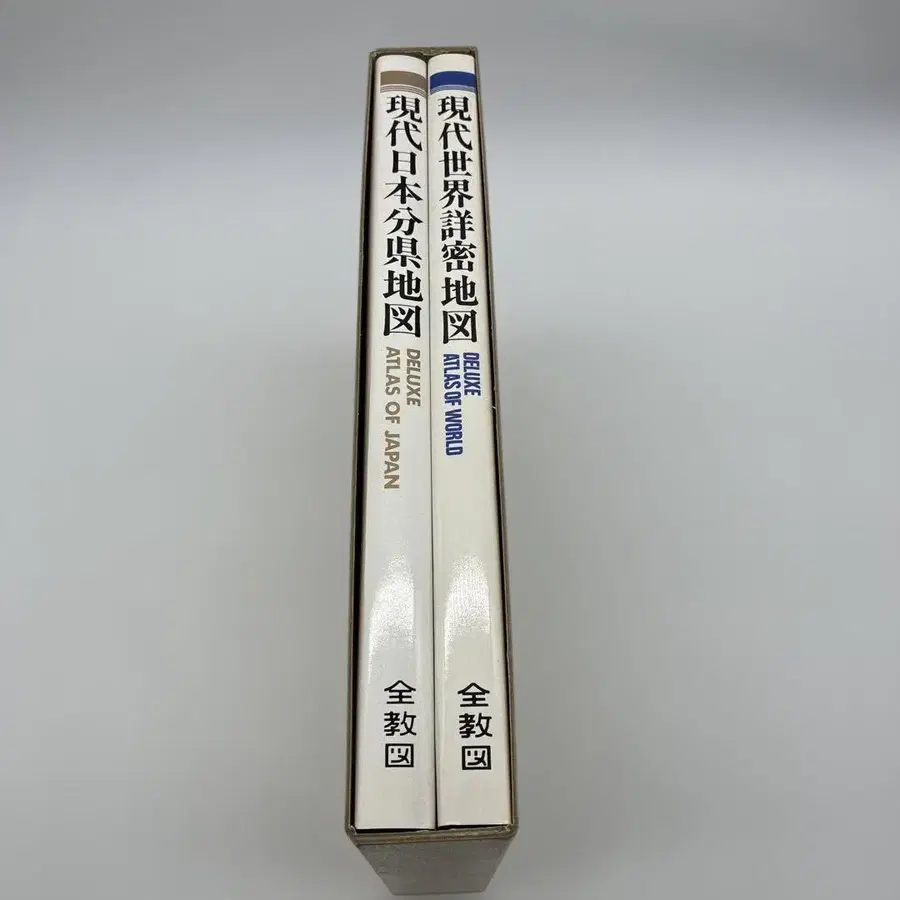 現代日本分県地図
DELUXE
ATLAS OF JAPAN
全教図
現代世界詳密地図
DELUXE
ATLAS OF WORLD
全教図